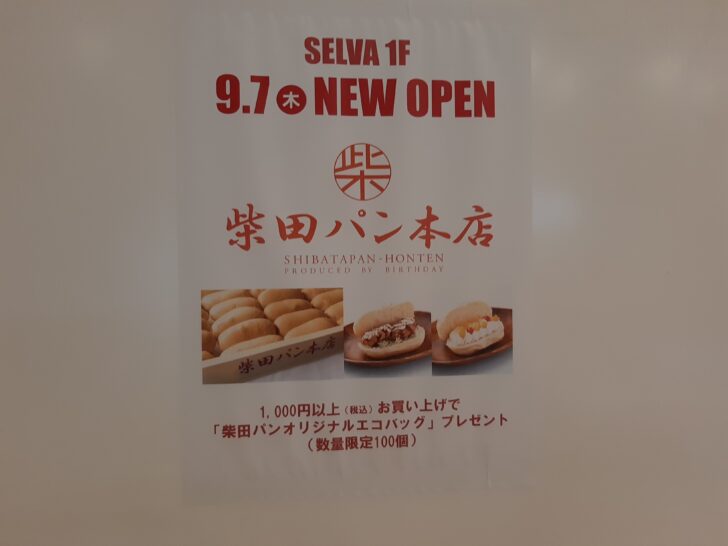 SELVA 1F
9.7 木 NEW OPEN
柴
柴田パン本店
SHIBATAPAN-HONTEN
PRODUCED BY BIRTHDAY
柴田パン本店
1,000円以上（税込）お買い上げで
「柴田パンオリジナルエコバッグ」プレゼント
（数量限定100個）